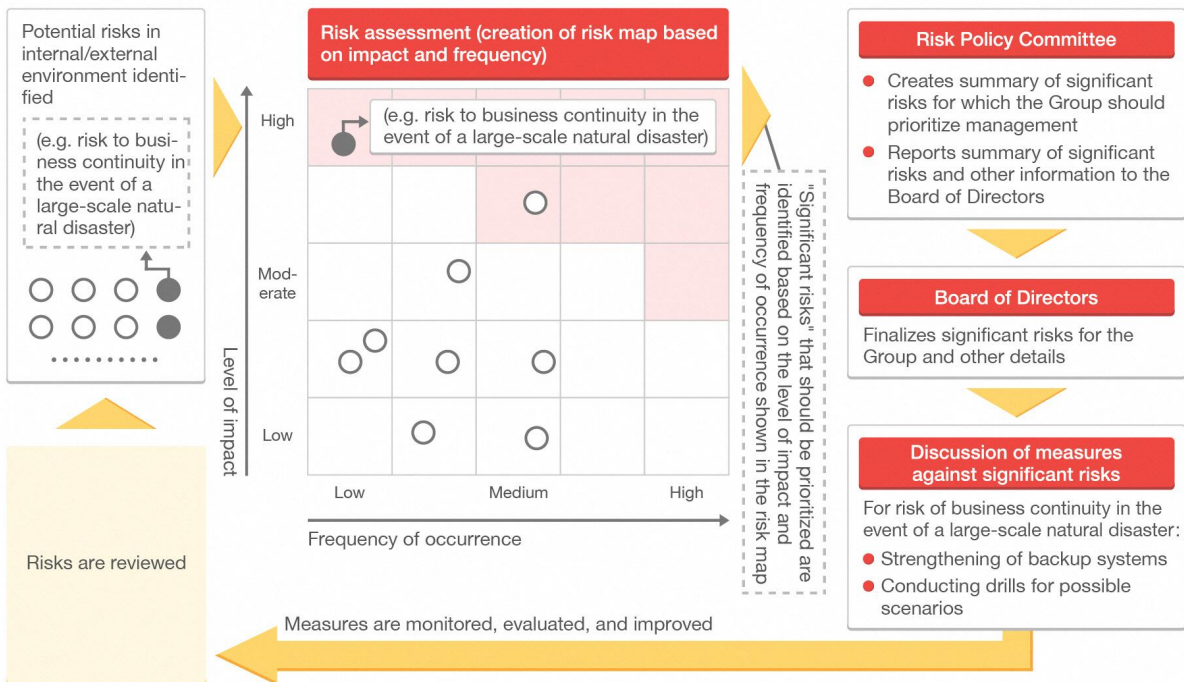 Potential risks in
internal/external
environment identi-
fied
(e.g. risk to busi-
ness continuity in
the event of a
large-scale natu-
ral disaster)
Risk assessment (creation of risk map based
on impact and frequency)
High
(e.g. risk to business continuity in the
event of a large-scale natural disaster)
Mod-
erate
Low
Level of impact
Low
Medium
High
Frequency of occurrence
"Significant risks" that should be prioritized are
identified based on the level of impact and
frequency of occurrence shown in the risk map
Risk Policy Committee
Creates summary of significant
risks for which the Group should
prioritize management
Reports summary of significant
risks and other information to the
Board of Directors
Board of Directors
Finalizes significant risks for the
Group and other details
Discussion of measures
against significant risks
For risk of business continuity in the
event of a large-scale natural disaster:
Strengthening of backup systems
Conducting drills for possible
scenarios
Measures are monitored, evaluated, and improved
Risks are reviewed